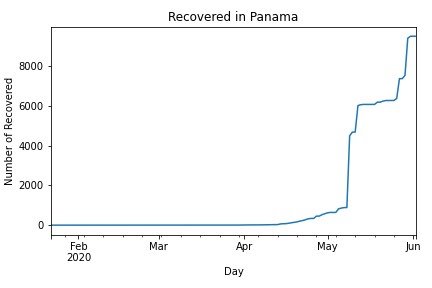 Recovered in Panama
Number of Recovered
8000
6000
4000
2000
0
Feb
2020
Mar
Apr
May
Jun
Day